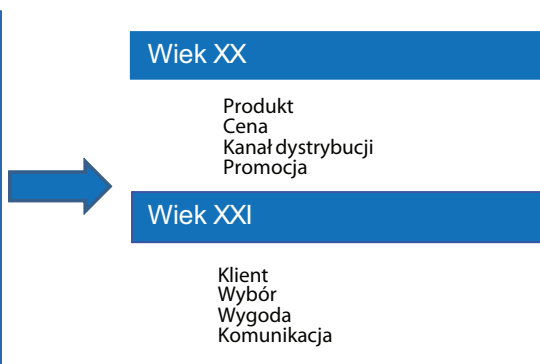 Wiek XX
Produkt
Cena
Kanał dystrybucji
Promocja
Wiek XXI
Klient
Wybór
Wygoda
Komunikacja